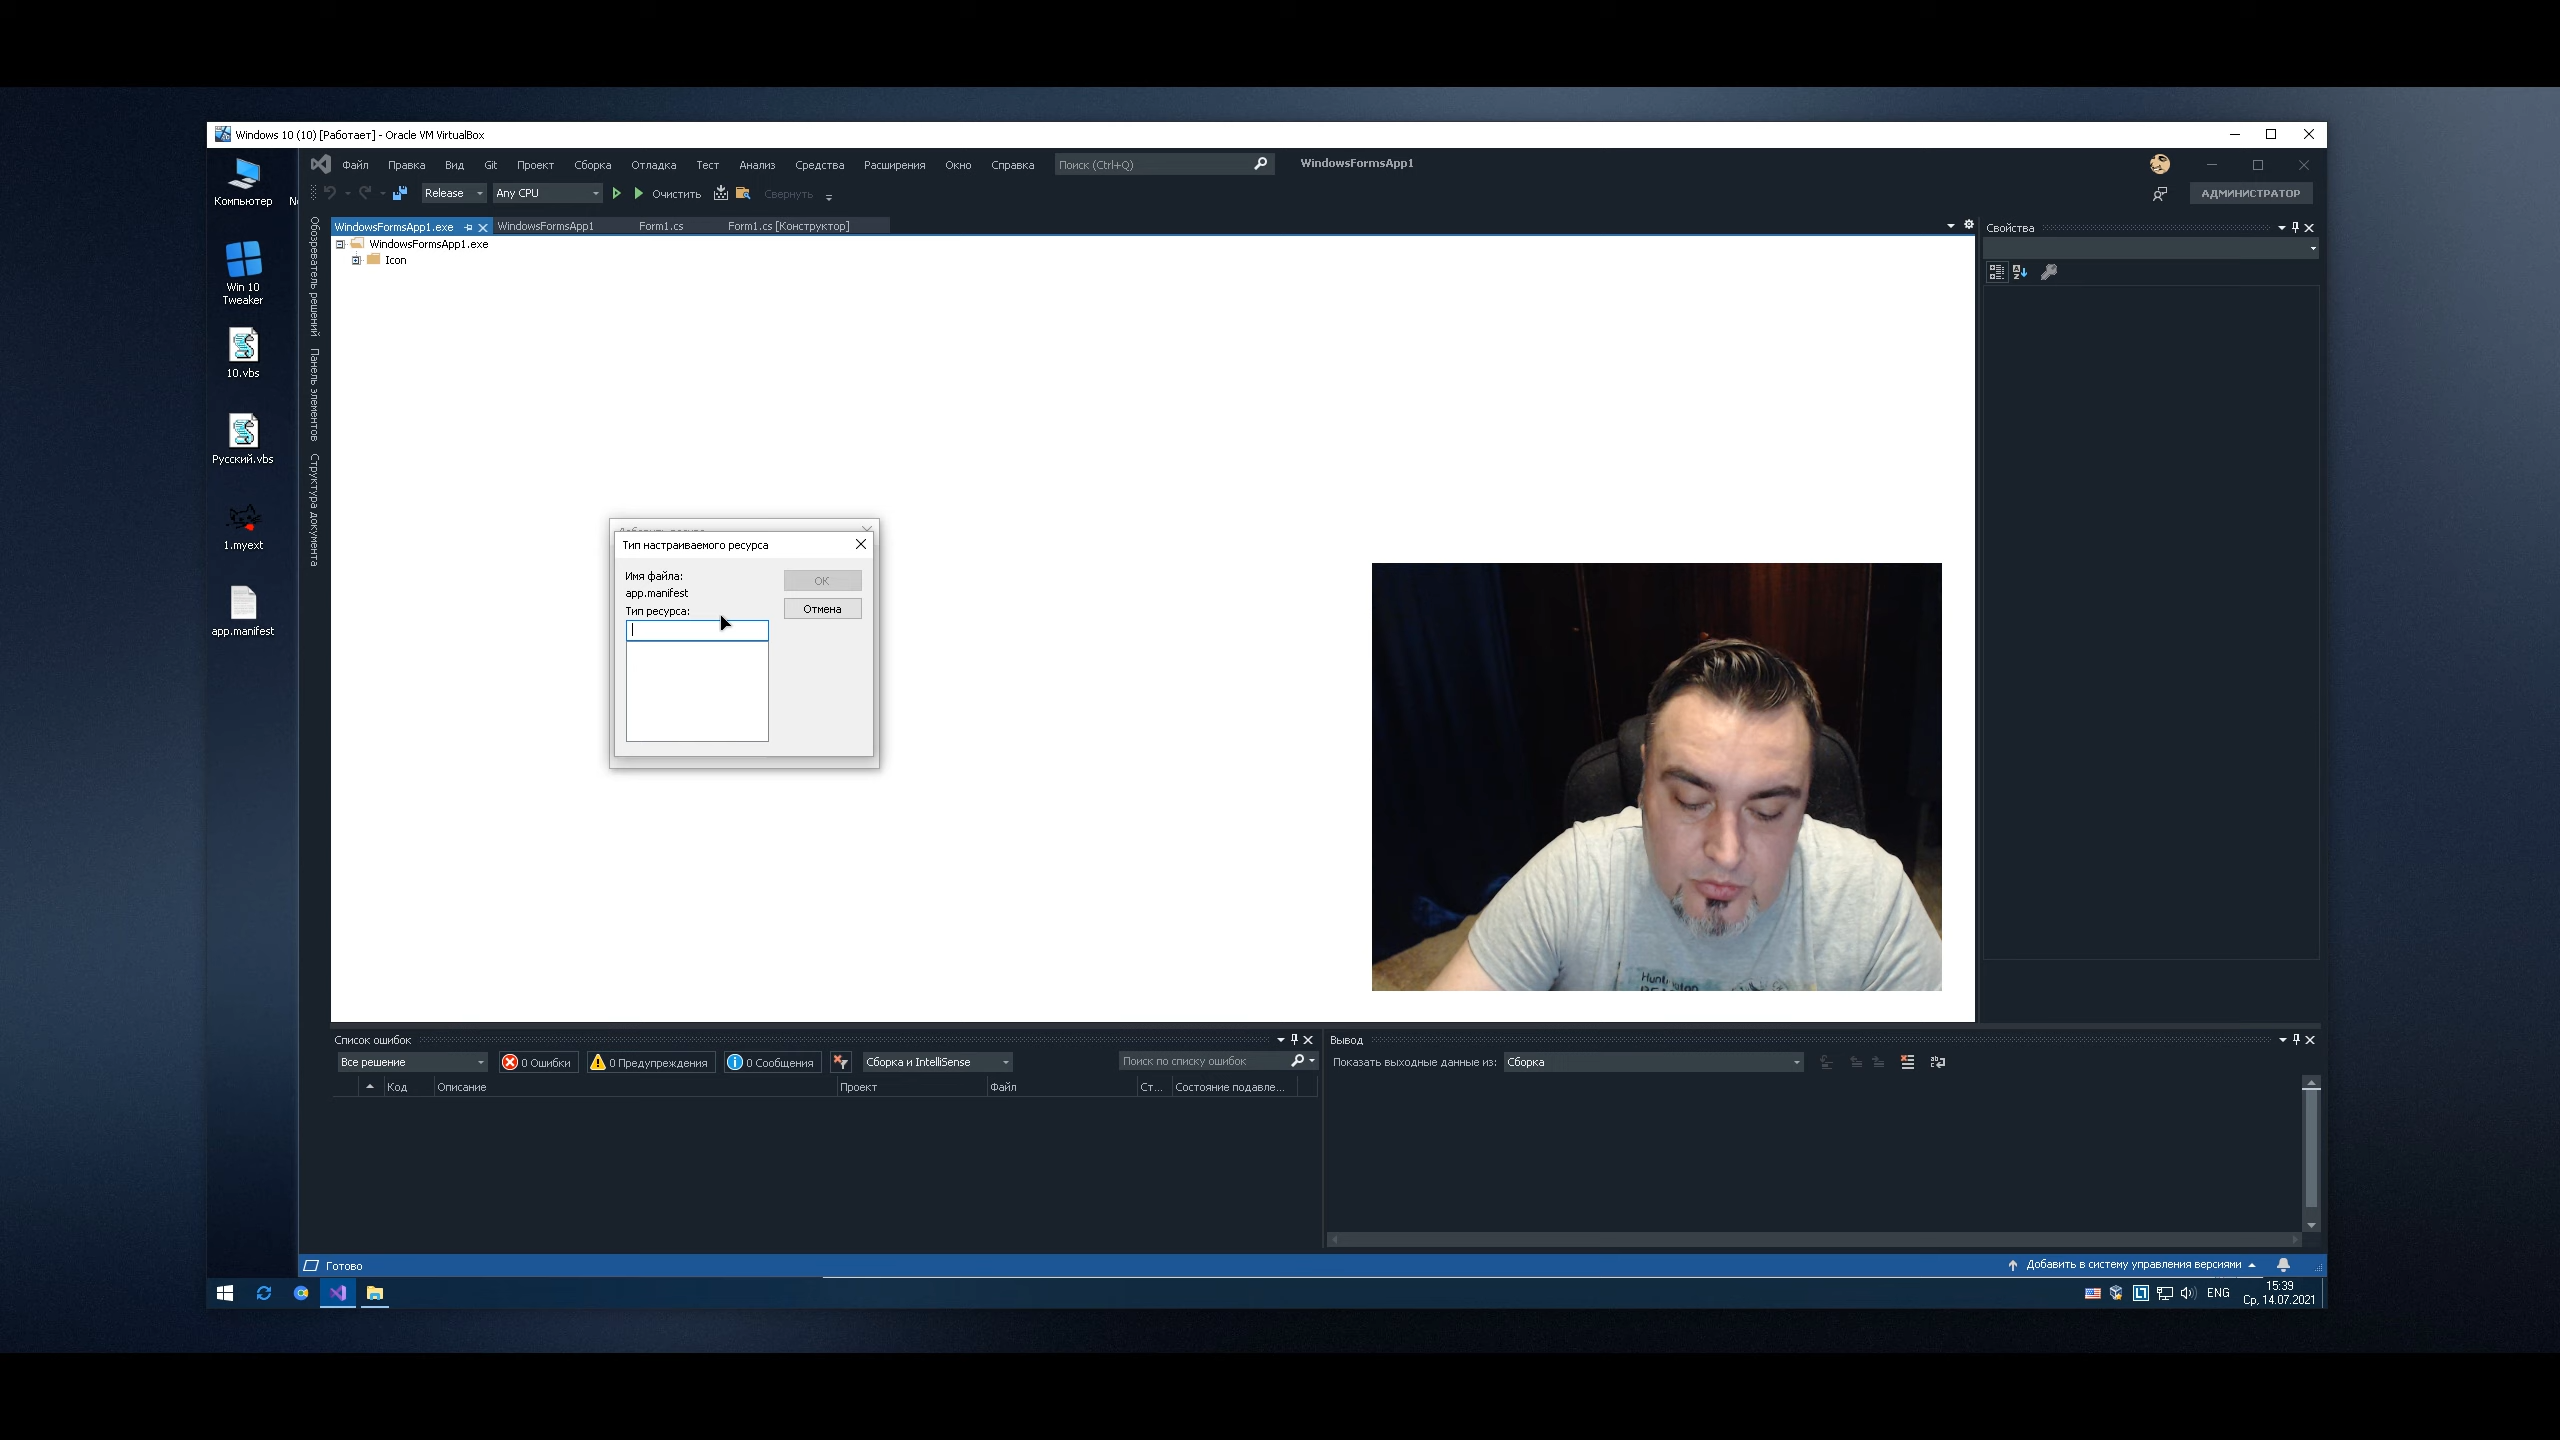 Windows 10 (10) [Работает] - Oracle VM VirtualBox
Файл Правка Вид Git Проект Сборка Отладка Тест Анализ Средства Расширения Окно Справка Поиск (Ctrl+Q) WindowsFormsApp1
Release Any CPU Очистить Свернуть АДМИНИСТРАТОР
Компьютер
Win 10
Tweaker
10.vbs
Русский.vbs
1.myext
app.manifest
Обозреватель решений
Панель элементов
Структура документа
WindowsFormsApp1.exe WindowsFormsApp1 Form1.cs Form1.cs [Конструктор]
WindowsFormsApp1.exe
Icon
Свойства
Тип настраиваемого ресурса
Имя файла:
app.manifest
Тип ресурса:
OK
Отмена
Список ошибок
Все решение 0 Ошибки 0 Предупреждения 0 Сообщения Сборка и IntelliSense Поиск по списку ошибок
Код Описание Проект Файл Ст... Состояние подавле...
Вывод
Показать выходные данные из: Сборка
Готово
Добавить в систему управления версиями
ENG
15:39
Ср, 14.07.2021